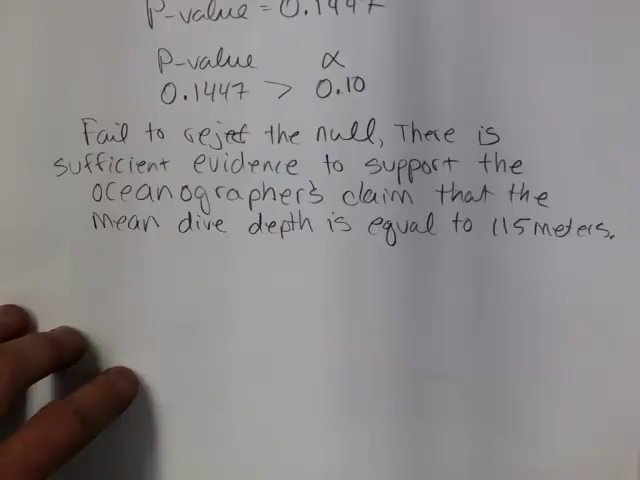 P-value = 0.1447
P-value α
0.1447 > 0.10
Fail to reject the null, There is
sufficient evidence to support the
oceanographer's claim that the
mean dive depth is equal to 115 meters.